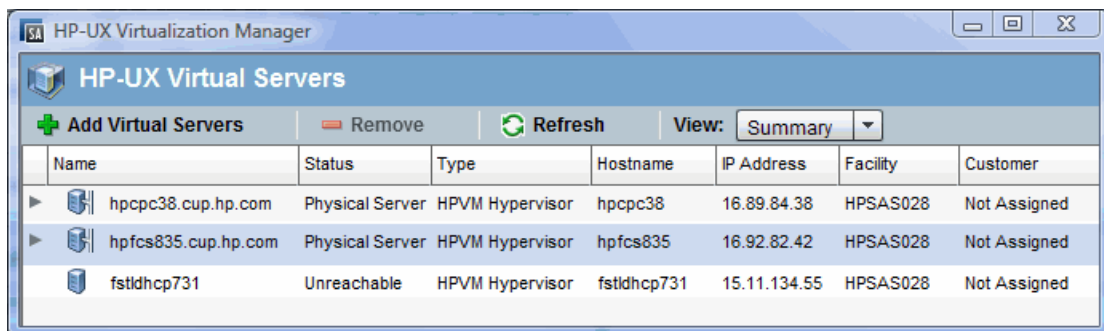 SA HP-UX Virtualization Manager
HP-UX Virtual Servers
Add Virtual Servers Remove Refresh View: Summary
Name Status Type Hostname IP Address Facility Customer
hpcpc38.cup.hp.com Physical Server HPVM Hypervisor hpcpc38 16.89.84.38 HPSAS028 Not Assigned
hpfcs835.cup.hp.com Physical Server HPVM Hypervisor hpfcs835 16.92.82.42 HPSAS028 Not Assigned
fstldhcp731 Unreachable HPVM Hypervisor fstldhcp731 15.11.134.55 HPSAS028 Not Assigned